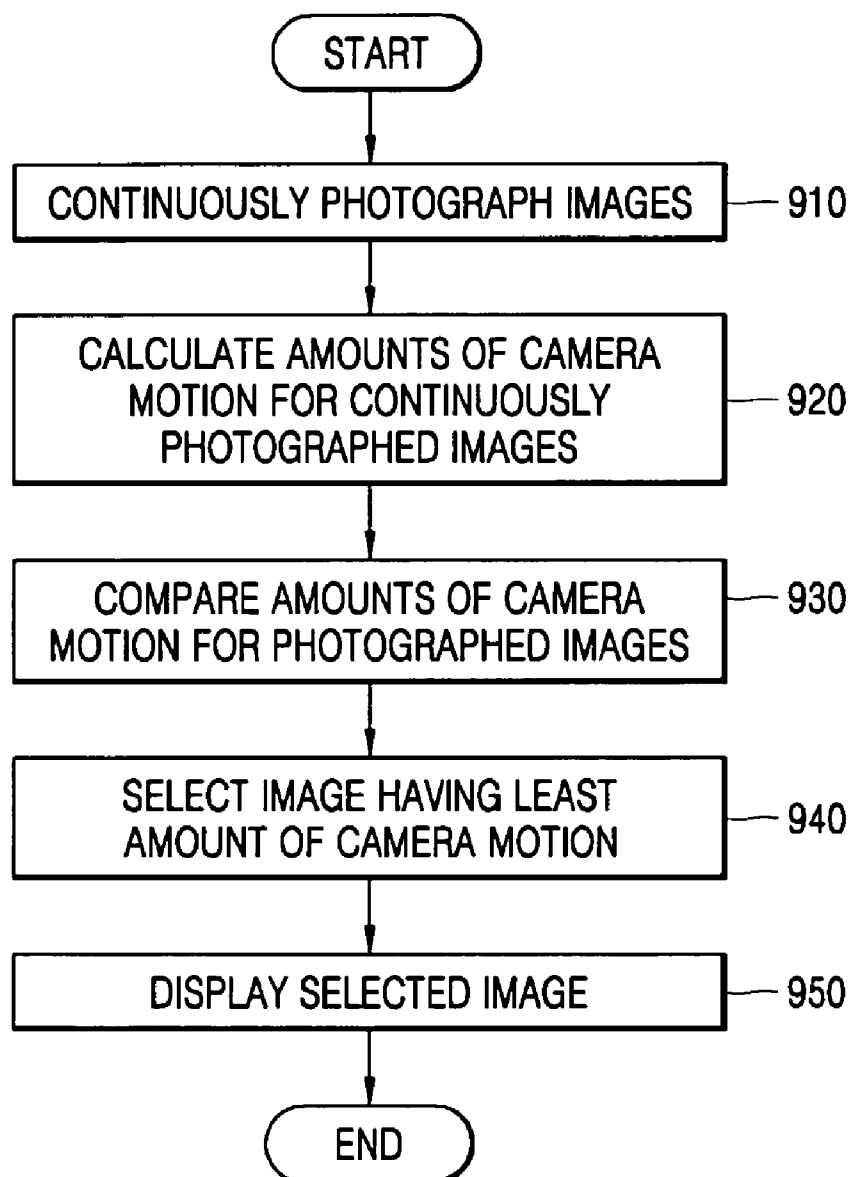 START
CONTINUOUSLY PHOTOGRAPH IMAGES
910
CALCULATE AMOUNTS OF CAMERA
MOTION FOR CONTINUOUSLY
PHOTOGRAPHED IMAGES
920
COMPARE AMOUNTS OF CAMERA
MOTION FOR PHOTOGRAPHED IMAGES
930
SELECT IMAGE HAVING LEAST
AMOUNT OF CAMERA MOTION
940
DISPLAY SELECTED IMAGE
950
END